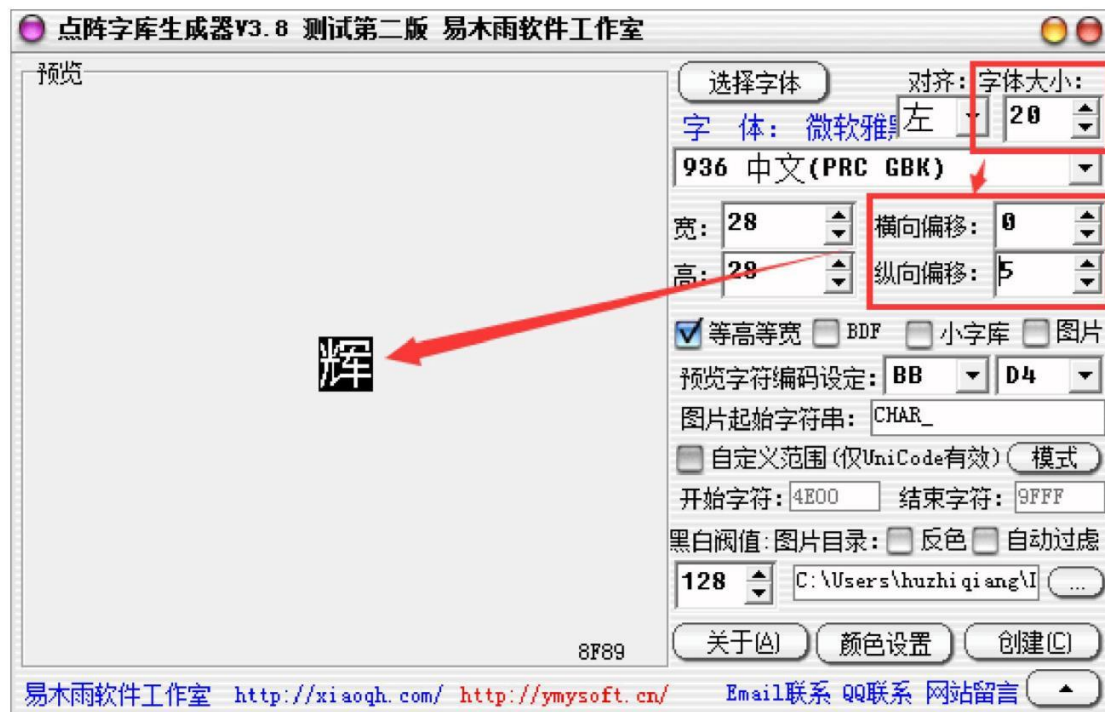 点阵字库生成器V3.8 测试第二版 易木雨软件工作室
预览
选择字体 对齐: 字体大小:
左 20
字 体: 微软雅
936 中文(PRC GBK)
宽: 28 横向偏移: 0
高: 28 纵向偏移: 5
等高等宽 BDF 小字库 图片
辉
预览字符编码设定: BB D4
图片起始字符串: CHAR_
自定义范围(仅UniCode有效) 模式
开始字符: 4E00 结束字符: 9FFF
黑白阀值:图片目录: 反色 自动过虑
128 C:\Users\huzhiqiang\I ...
8F89
关于(A) 颜色设置 创建(C)
易木雨软件工作室 http://xiaoqh.com/ http://ymysoft.cn/ Email联系 QQ联系 网站留言